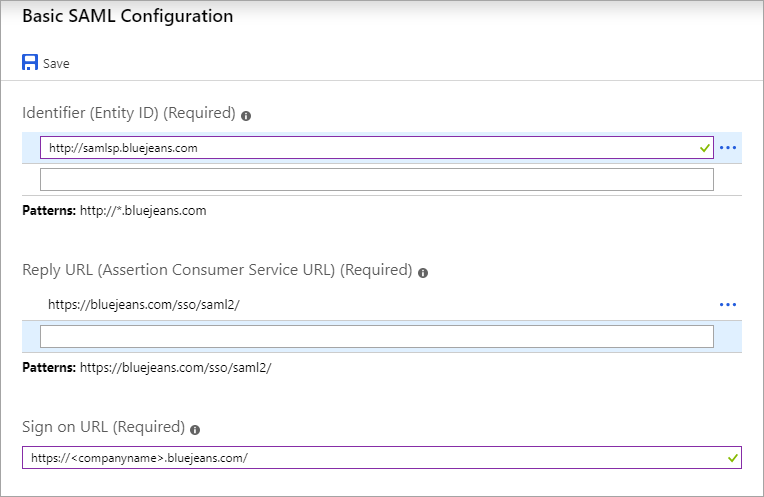 Basic SAML Configuration
Save
Identifier (Entity ID) (Required)
http://samlsp.bluejeans.com
Patterns: http://*.bluejeans.com
Reply URL (Assertion Consumer Service URL) (Required)
https://bluejeans.com/sso/saml2/
Patterns: https://bluejeans.com/sso/saml2/
Sign on URL (Required)
https://<companyname>.bluejeans.com/